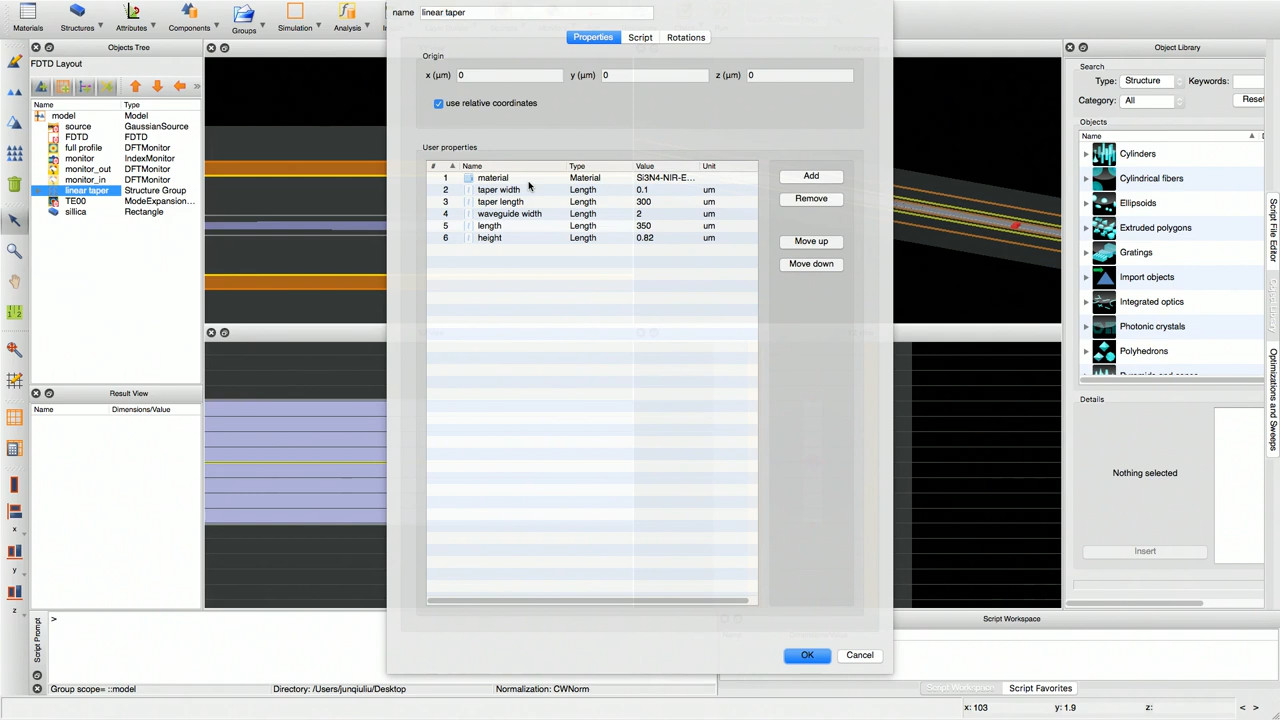 name linear taper
Materials Structures Attributes Components Groups Simulation Analysis
Objects Tree
FDTD Layout
Name Type
model Model
source GaussianSource
FDTD FDTD
full profile DFTMonitor
monitor IndexMonitor
monitor_out DFTMonitor
monitor_in DFTMonitor
linear taper Structure Group
TE00 ModeExpansion...
sillica Rectangle
Result View
Name Dimensions/Value
Properties Script Rotations
Origin
x (µm) 0 y (µm) 0 z (µm) 0
use relative coordinates
User properties
# Name Type Value Unit
1 material Material Si3N4-NIR-E...
2 taper width Length 0.1 um
3 taper length Length 300 um
4 waveguide width Length 2 um
5 length Length 350 um
6 height Length 0.82 um
Add
Remove
Move up
Move down
OK Cancel
Object Library
Search
Type: Structure Keywords:
Category: All Reset
Objects
Name
Cylinders
Cylindrical fibers
Ellipsoids
Extruded polygons
Gratings
Import objects
Integrated optics
Photonic crystals
Polyhedrons
Details
Nothing selected
Insert
Script File Editor
Object Library
Optimizations and Sweeps
x
y
z
Script Prompt
>
Script Workspace
Script Workspace Script Favorites
Group scope= ::model Directory: /Users/junqiuliu/Desktop Normalization: CWNorm
x: 103 y: 1.9 z: < >